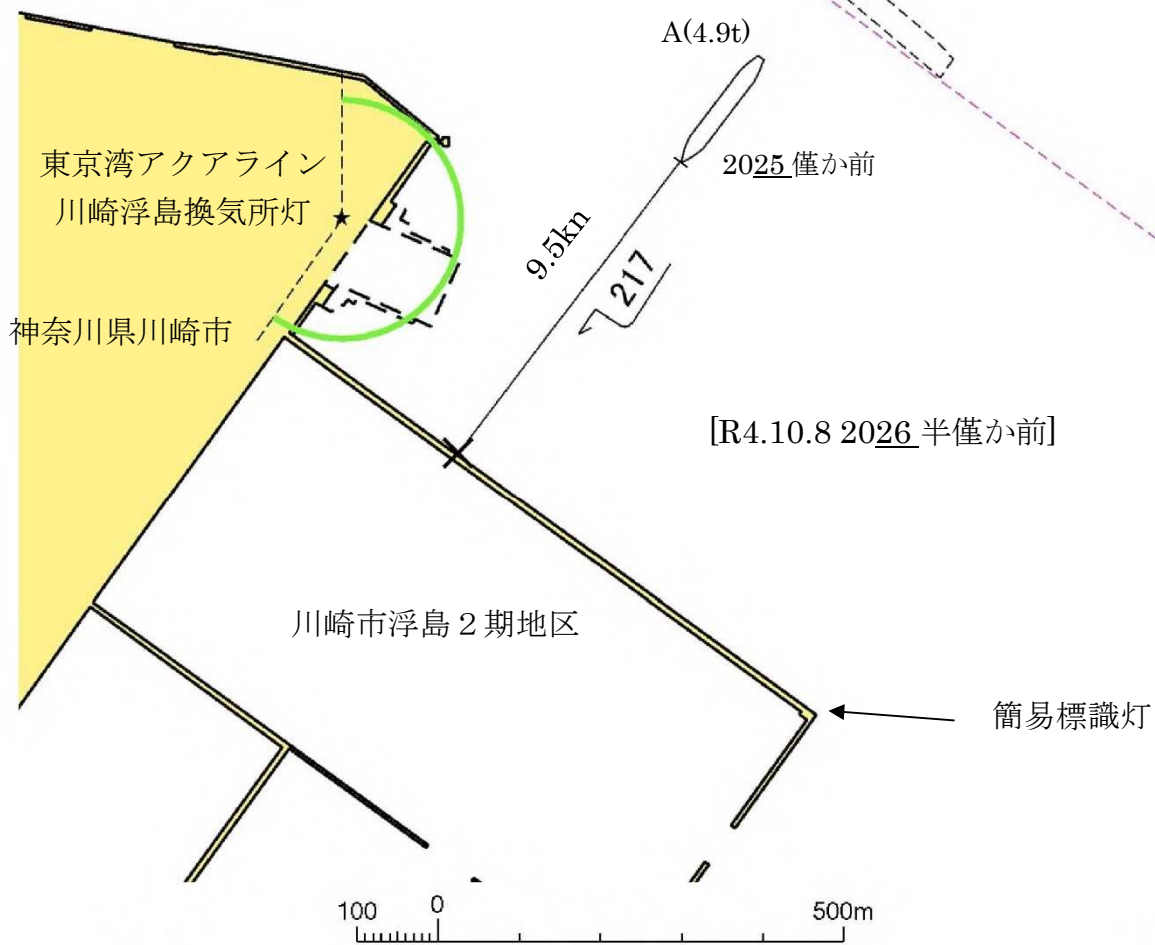 A(4.9t)
東京湾アクアライン
川崎浮島換気所灯
2025 僅か前
9.5kn
217
神奈川県川崎市
[R4.10.8 2026 半僅か前]
川崎市浮島２期地区
簡易標識灯
100 0 500m